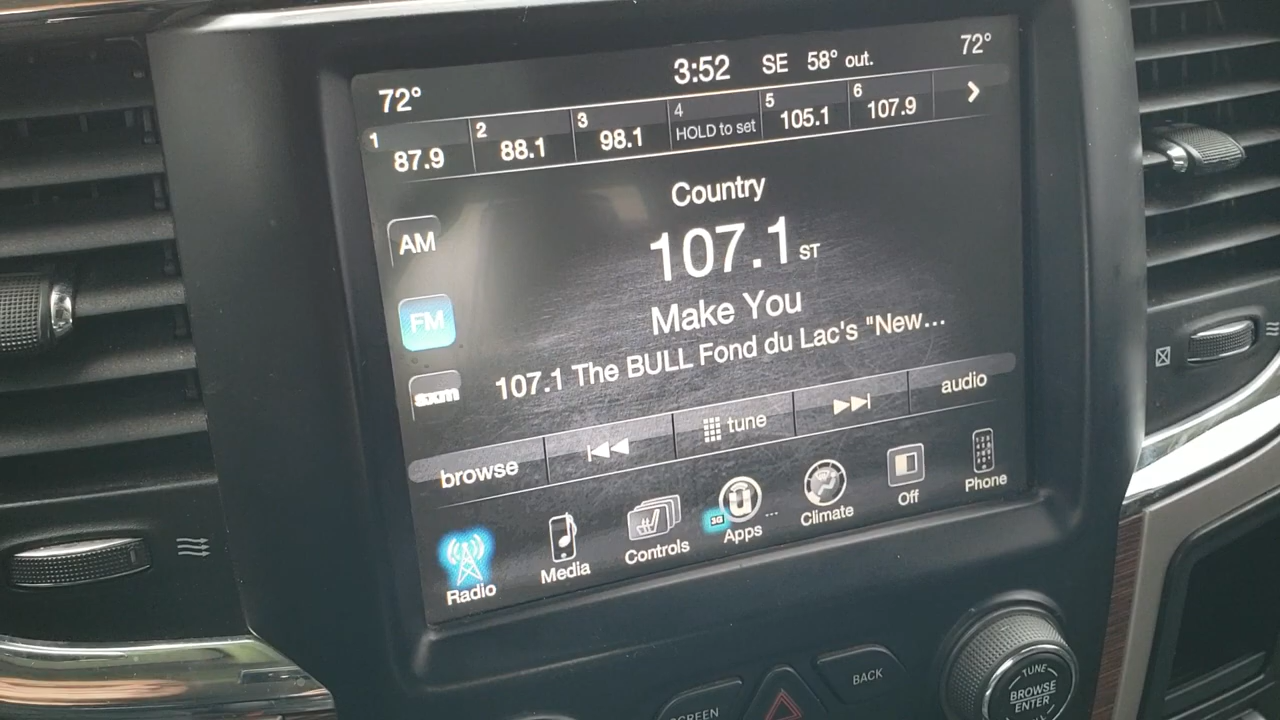 72° 3:52 SE 58° out. 72°
1 87.9 2 88.1 3 98.1 4 HOLD to set 5 105.1 6 107.9
Country
AM
107.1 ST
FM
Make You
107.1 The BULL Fond du Lac's "New...
sxm
browse tune audio
Radio Media Controls 3G Apps ... Climate Off Phone
SCREEN BACK
TUNE
BROWSE
ENTER